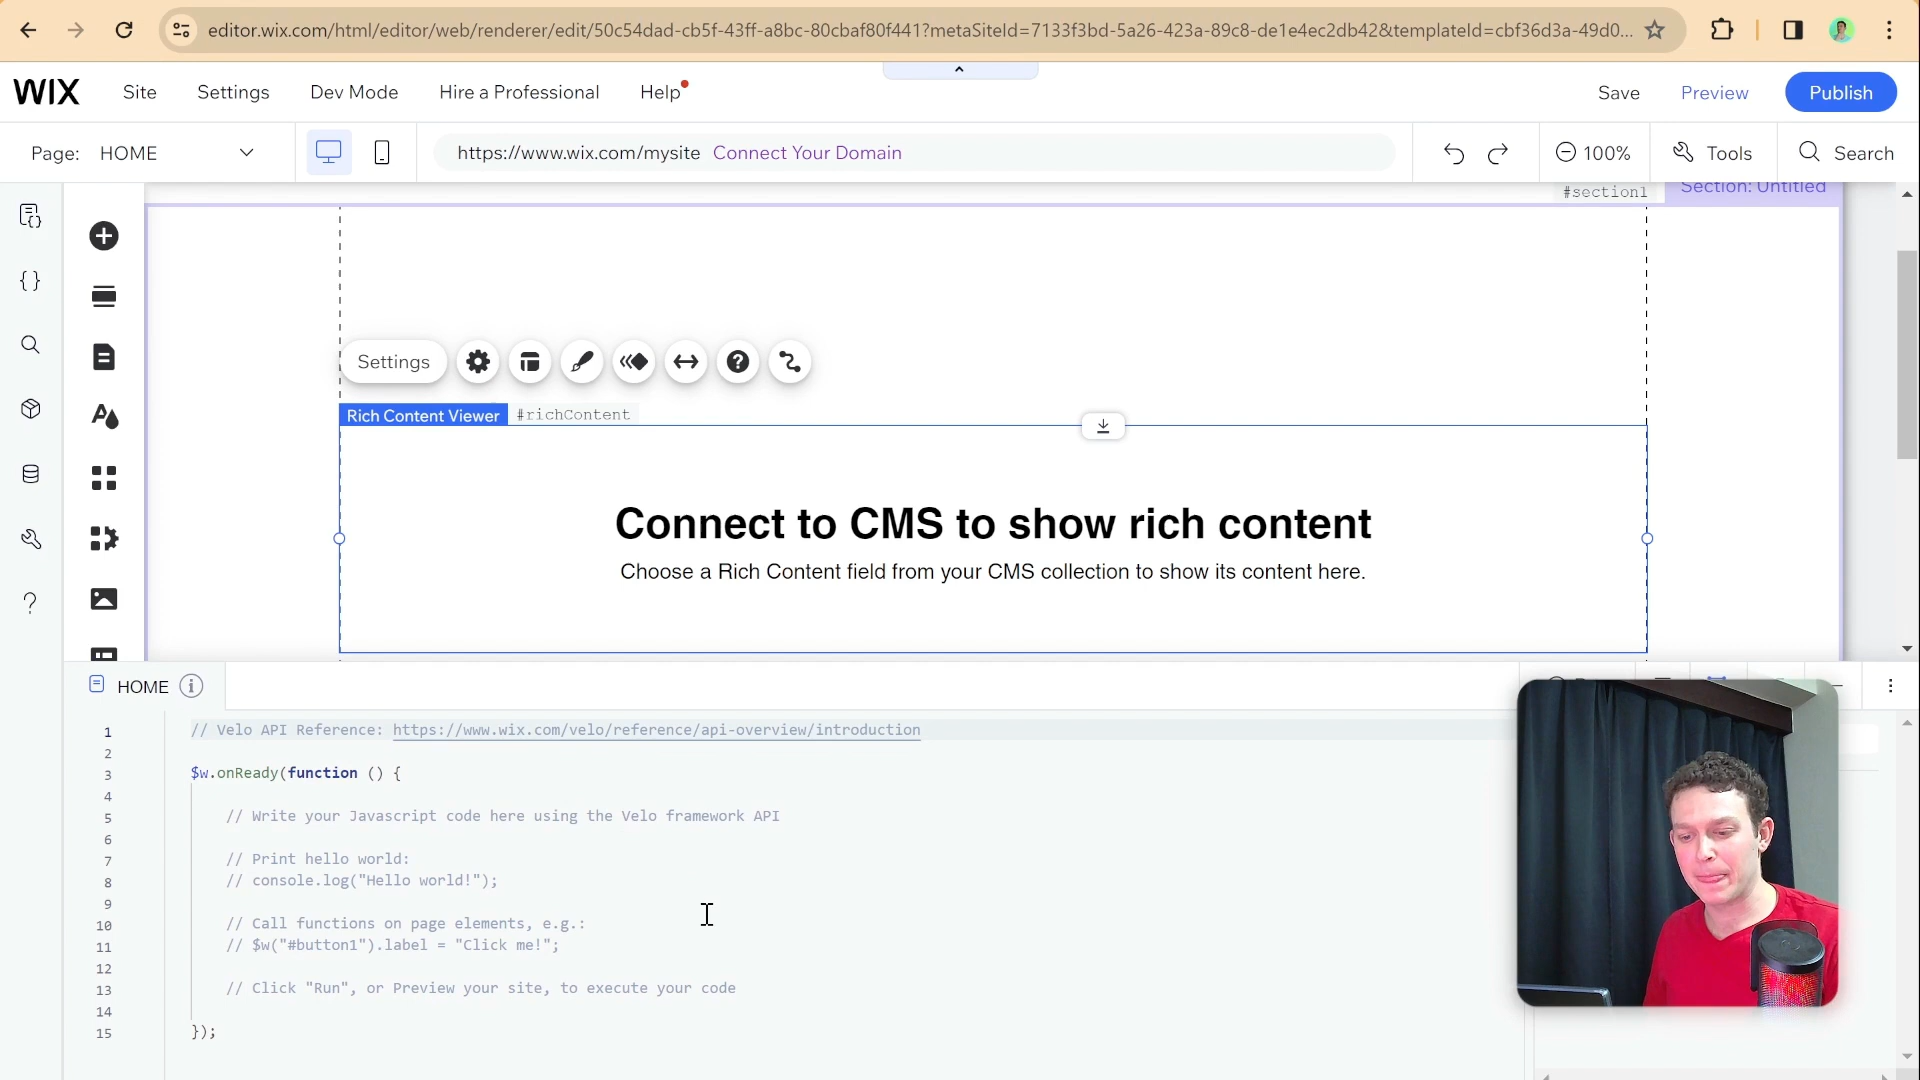 editor.wix.com/html/editor/web/renderer/edit/50c54dad-cb5f-43ff-a8bc-80cbaf80f441?metaSiteId=7133f3bd-5a26-423a-89c8-de1e4ec2db42&templateId=cbf36d3a-49d0...
WIX Site Settings Dev Mode Hire a Professional Help Save Preview Publish
Page: HOME https://www.wix.com/mysite Connect Your Domain 100% Tools Search
#section1 Section: Untitled
Settings
Rich Content Viewer #richContent
Connect to CMS to show rich content
Choose a Rich Content field from your CMS collection to show its content here.
HOME
1 // Velo API Reference: https://www.wix.com/velo/reference/api-overview/introduction
2
3 $w.onReady(function () {
4
5 // Write your Javascript code here using the Velo framework API
6
7 // Print hello world:
8 // console.log("Hello world!");
9
10 // Call functions on page elements, e.g.:
11 // $w("#button1").label = "Click me!";
12
13 // Click "Run", or Preview your site, to execute your code
14
15 });